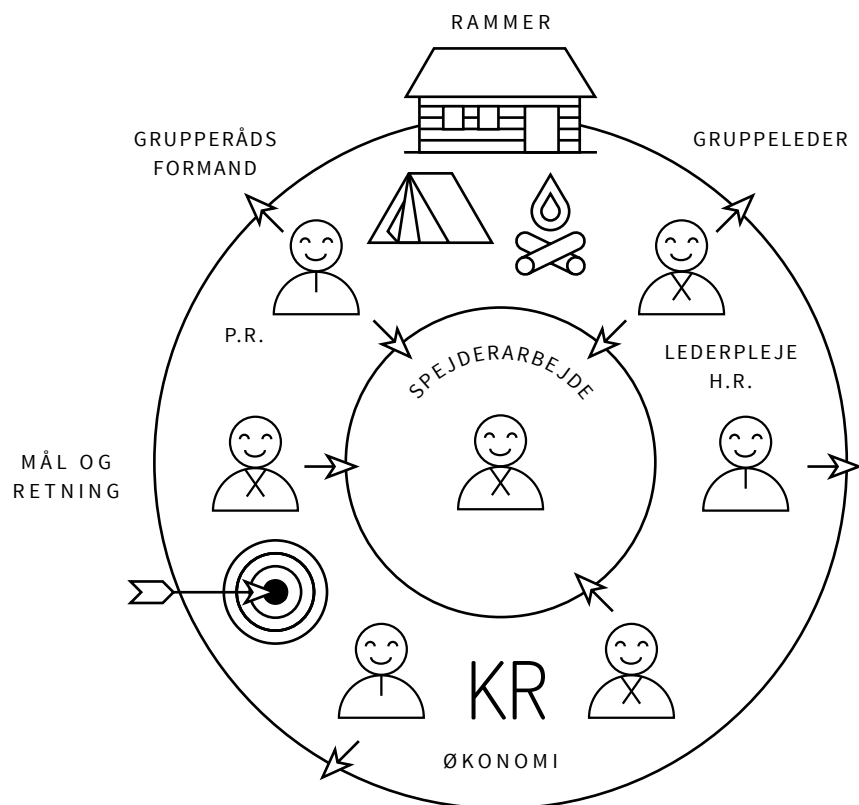 RAMMER
GRUPPERÅDS
FORMAND
GRUPPELEDER
P.R.
SPEJDERARBEJDE
LEDERPLEJE
H.R.
MÅL OG
RETNING
KR
ØKONOMI